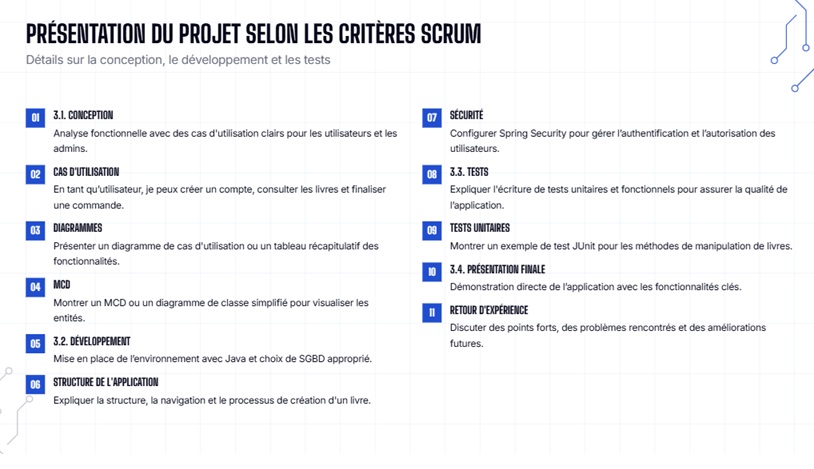 PRÉSENTATION DU PROJET SELON LES CRITÈRES SCRUM
Détails sur la conception, le développement et les tests
01 3.1. CONCEPTION
Analyse fonctionnelle avec des cas d'utilisation clairs pour les utilisateurs et les
admins.
02 CAS D'UTILISATION
En tant qu'utilisateur, je peux créer un compte, consulter les livres et finaliser
une commande.
03 DIAGRAMMES
Présenter un diagramme de cas d'utilisation ou un tableau récapitulatif des
fonctionnalités.
04 MCD
Montrer un MCD ou un diagramme de classe simplifié pour visualiser les
entités.
05 3.2. DÉVELOPPEMENT
Mise en place de l'environnement avec Java et choix de SGBD approprié.
06 STRUCTURE DE L'APPLICATION
Expliquer la structure, la navigation et le processus de création d'un livre.
07 SÉCURITÉ
Configurer Spring Security pour gérer l'authentification et l'autorisation des
utilisateurs.
08 3.3. TESTS
Expliquer l'écriture de tests unitaires et fonctionnels pour assurer la qualité de
l'application.
09 TESTS UNITAIRES
Montrer un exemple de test JUnit pour les méthodes de manipulation de livres.
10 3.4. PRÉSENTATION FINALE
Démonstration directe de l'application avec les fonctionnalités clés.
11 RETOUR D'EXPÉRIENCE
Discuter des points forts, des problèmes rencontrés et des améliorations
futures.